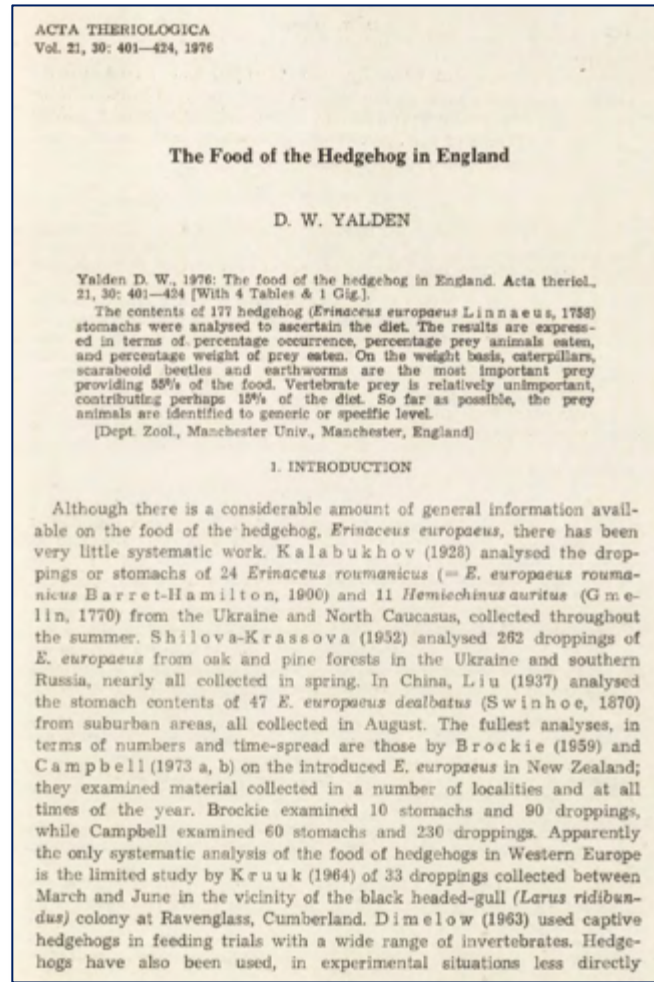 ACTA THERIOLOGICA
Vol. 21, 30: 401—424, 1976
The Food of the Hedgehog in England
D. W. YALDEN
Yalden D. W., 1976: The food of the hedgehog in England. Acta theriol.,
21, 30: 401—424 [With 4 Tables & 1 Gig.].
The contents of 177 hedgehog (Erinaceus europaeus Linnaeus, 1758)
stomachs were analysed to ascertain the diet. The results are express-
ed in terms of percentage occurrence, percentage prey animals eaten,
and percentage weight of prey eaten. On the weight basis, caterpillars,
scarabeoid beetles and earthworms are the most important prey
providing 55% of the food. Vertebrate prey is relatively unimportant,
contributing perhaps 15% of the diet. So far as possible, the prey
animals are identified to generic or specific level.
[Dept. Zool., Manchester Univ., Manchester, England]
1. INTRODUCTION
Although there is a considerable amount of general information avail-
able on the food of the hedgehog, Erinaceus europaeus, there has been
very little systematic work. Kalabukhov (1928) analysed the drop-
pings or stomachs of 24 Erinaceus roumanicus (= E. europaeus rouma-
nicus Barret-Hamilton, 1900) and 11 Hemiechinus auritus (Gme-
lin, 1770) from the Ukraine and North Caucasus, collected throughout
the summer. Shilova-Krassova (1952) analysed 262 droppings of
E. europaeus from oak and pine forests in the Ukraine and southern
Russia, nearly all collected in spring. In China, Liu (1937) analysed
the stomach contents of 47 E. europaeus dealbatus (Swinhoe, 1870)
from suburban areas, all collected in August. The fullest analyses, in
terms of numbers and time-spread are those by Brockie (1959) and
Campbell (1973 a, b) on the introduced E. europaeus in New Zealand;
they examined material collected in a number of localities and at all
times of the year. Brockie examined 10 stomachs and 90 droppings,
while Campbell examined 60 stomachs and 230 droppings. Apparently
the only systematic analysis of the food of hedgehogs in Western Europe
is the limited study by Kruuk (1964) of 33 droppings collected between
March and June in the vicinity of the black headed-gull (Larus ridibun-
dus) colony at Ravenglass, Cumberland. Dimelow (1963) used captive
hedgehogs in feeding trials with a wide range of invertebrates. Hedge-
hogs have also been used, in experimental situations less directly